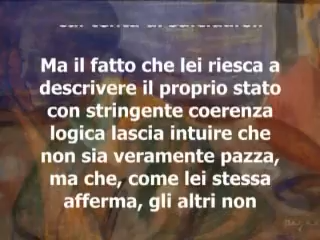 Ma il fatto che lei riesca a
descrivere il proprio stato
con stringente coerenza
logica lascia intuire che
non sia veramente pazza,
ma che, come lei stessa
afferma, gli altri non